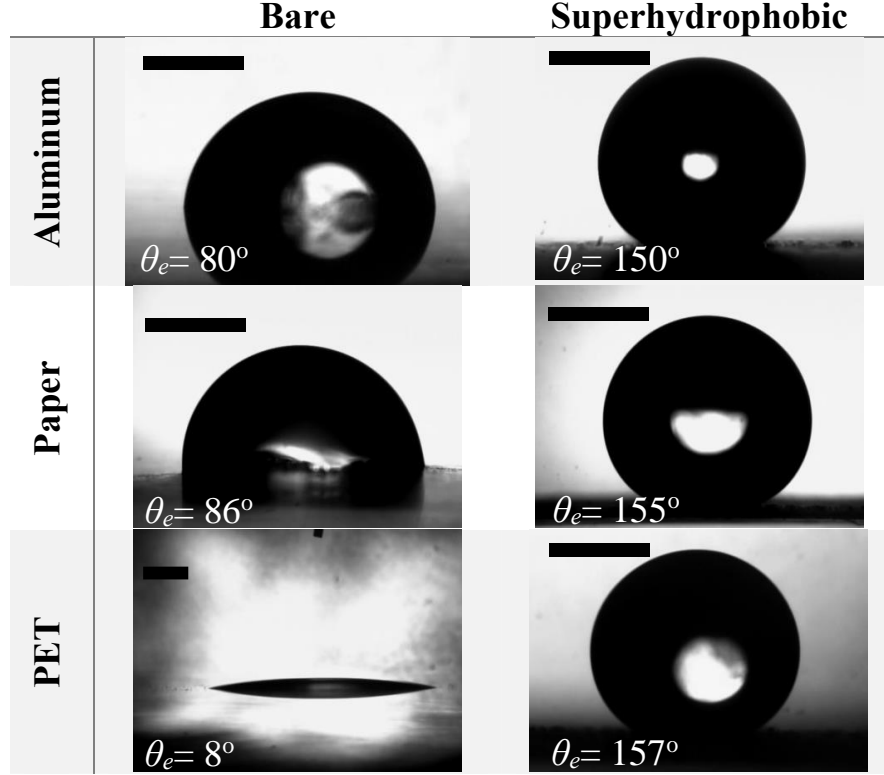 Bare Superhydrophobic
Aluminum
θe= 80o
θe= 150o
Paper
θe= 86o
θe= 155o
PET
θe= 8o
θe= 157o